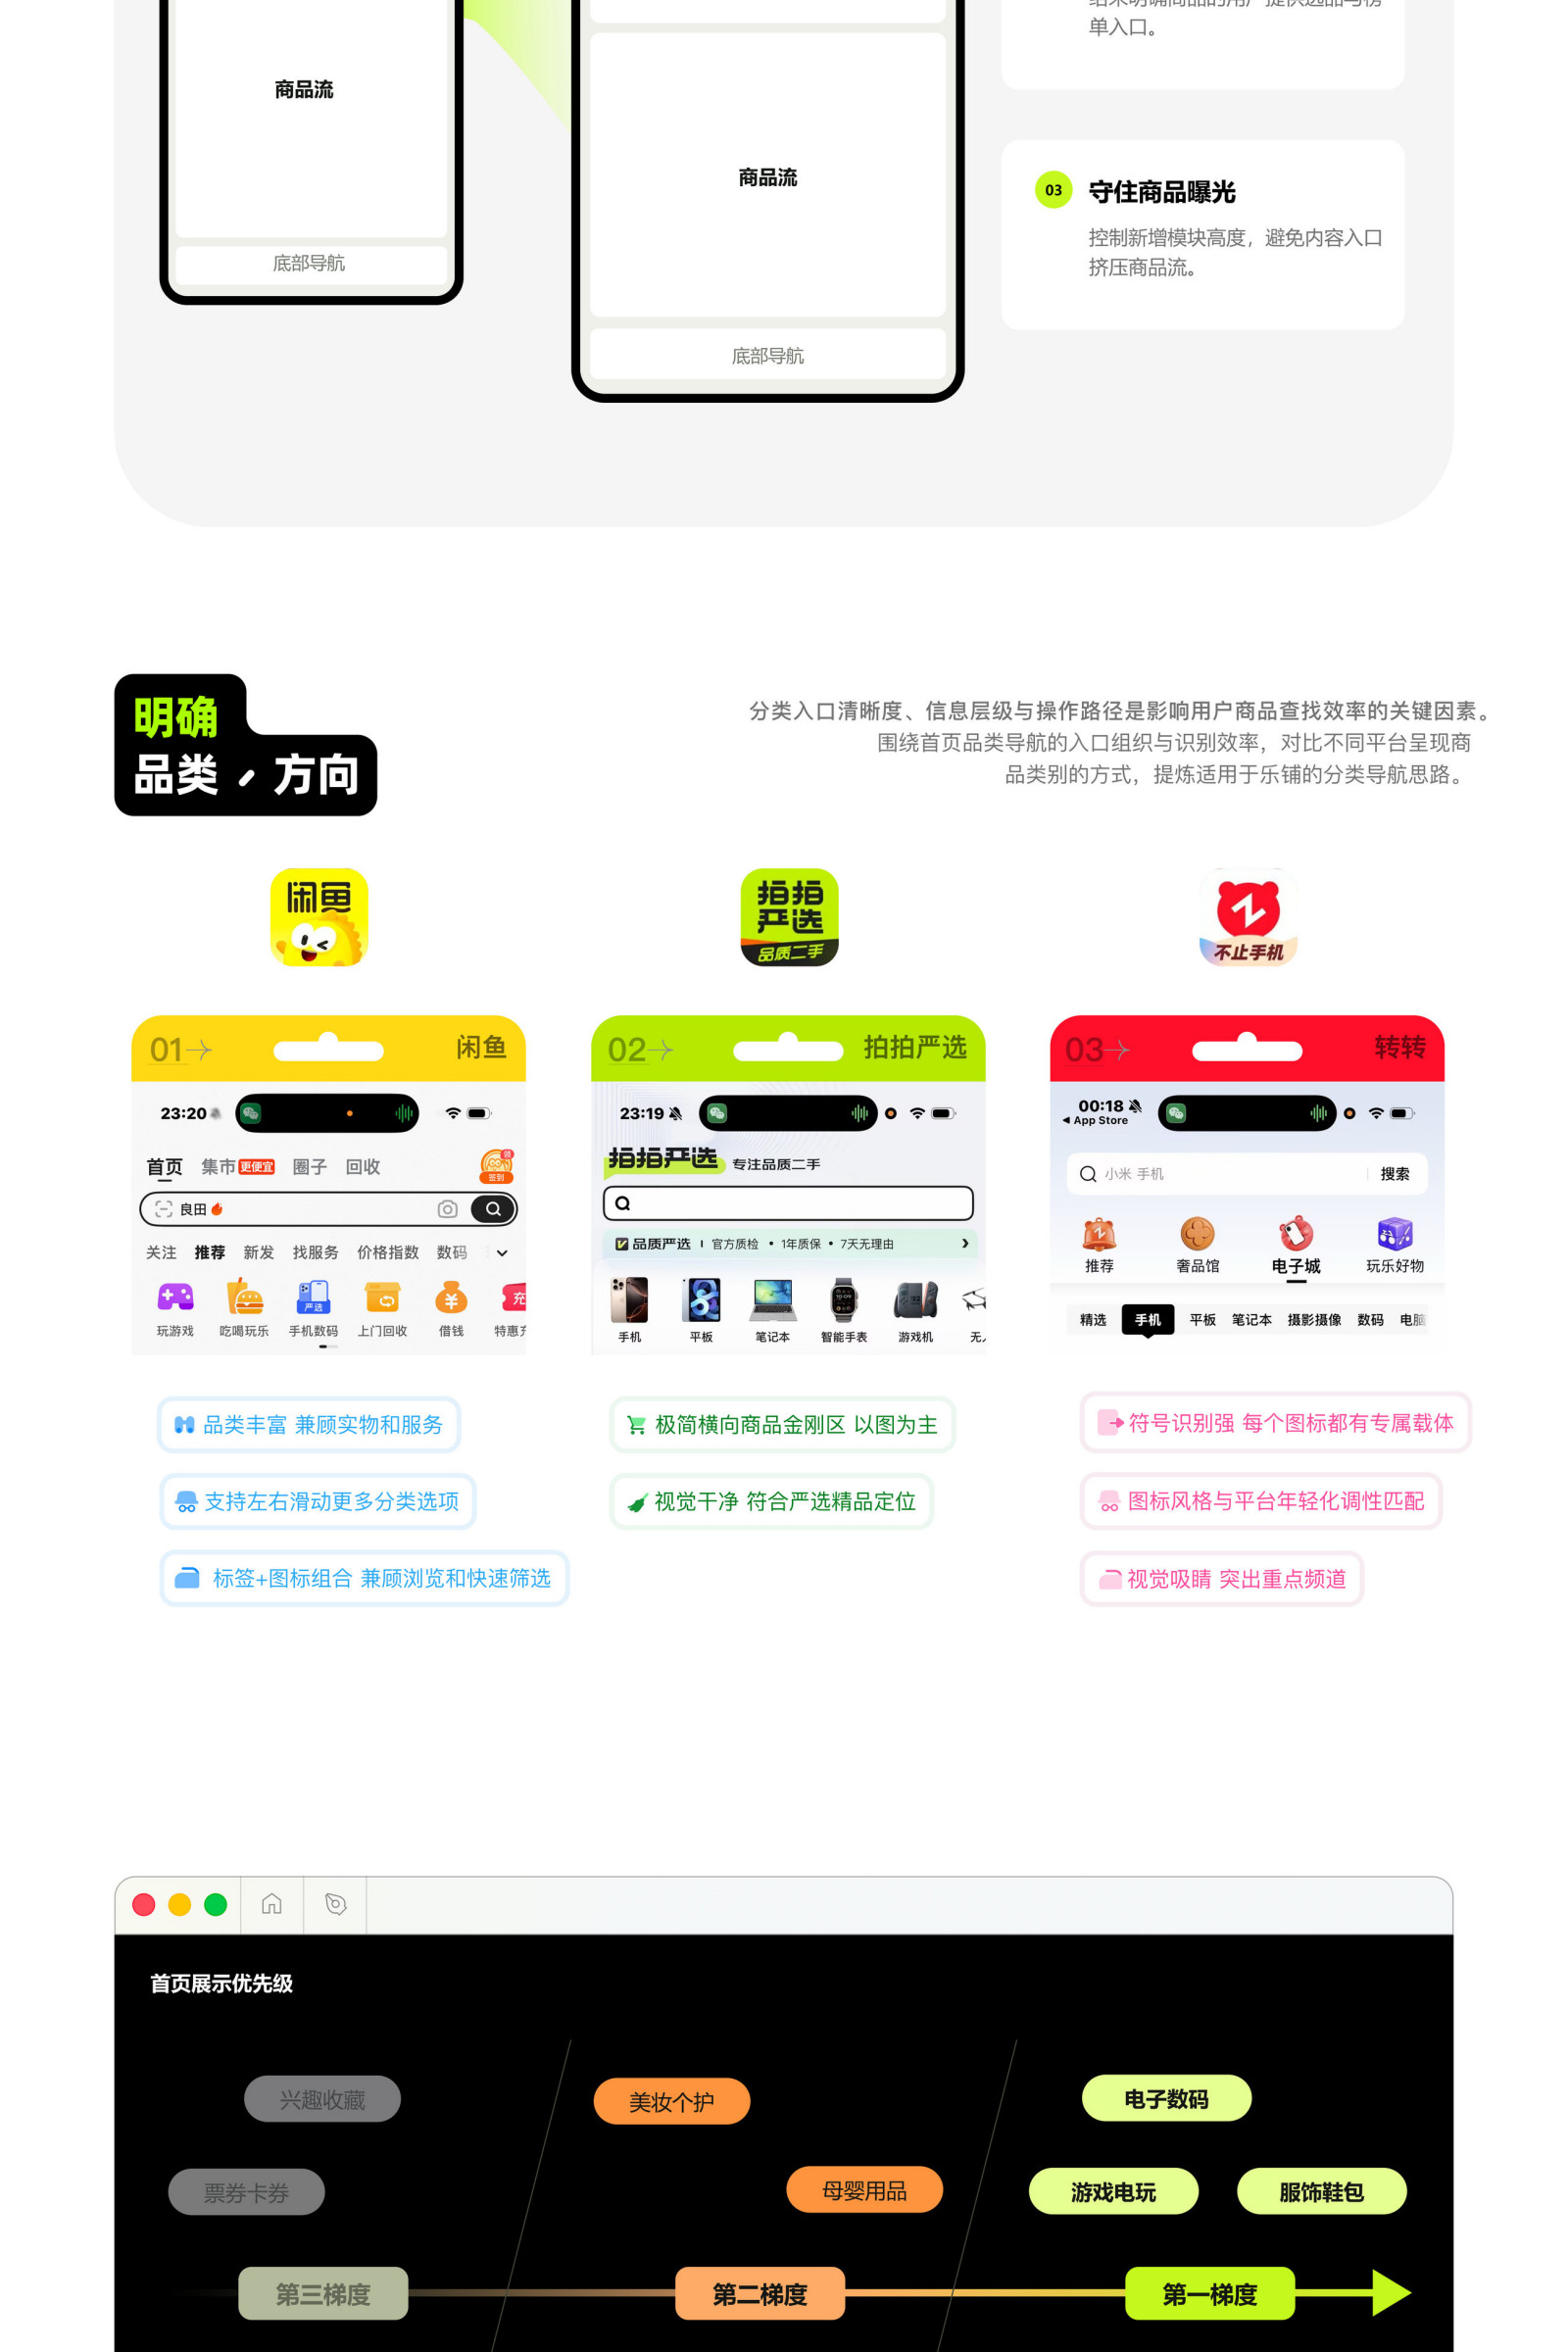 单入口。
商品流
商品流
03 守住商品曝光
控制新增模块高度，避免内容入口
挤压商品流。
底部导航
底部导航
明确
品类 方向
分类入口清晰度、信息层级与操作路径是影响用户商品查找效率的关键因素。
围绕首页品类导航的入口组织与识别效率，对比不同平台呈现商
品类别的方式，提炼适用于乐铺的分类导航思路。
闲鱼
拍拍
严选
品质二手
不止手机
01 闲鱼
23:20
首页 集市 更便宜 圈子 回收
领
签到
良田
关注 推荐 新发 找服务 价格指数 数码
严选
玩游戏 吃喝玩乐 手机数码 上门回收 借钱 特惠充
02 拍拍严选
23:19
拍拍严选 专注品质二手
品质严选 官方质检 • 1年质保 • 7天无理由
手机 平板 笔记本 智能手表 游戏机 无人
03 转转
00:18
App Store
小米 手机 搜索
推荐 奢品馆 电子城 玩乐好物
精选 手机 平板 笔记本 摄影摄像 数码 电脑
品类丰富 兼顾实物和服务
支持左右滑动更多分类选项
标签+图标组合 兼顾浏览和快速筛选
极简横向商品金刚区 以图为主
视觉干净 符合严选精品定位
符号识别强 每个图标都有专属载体
图标风格与平台年轻化调性匹配
视觉吸睛 突出重点频道
首页展示优先级
兴趣收藏
票券卡券
第三梯度
美妆个护
母婴用品
第二梯度
电子数码
游戏电玩 服饰鞋包
第一梯度